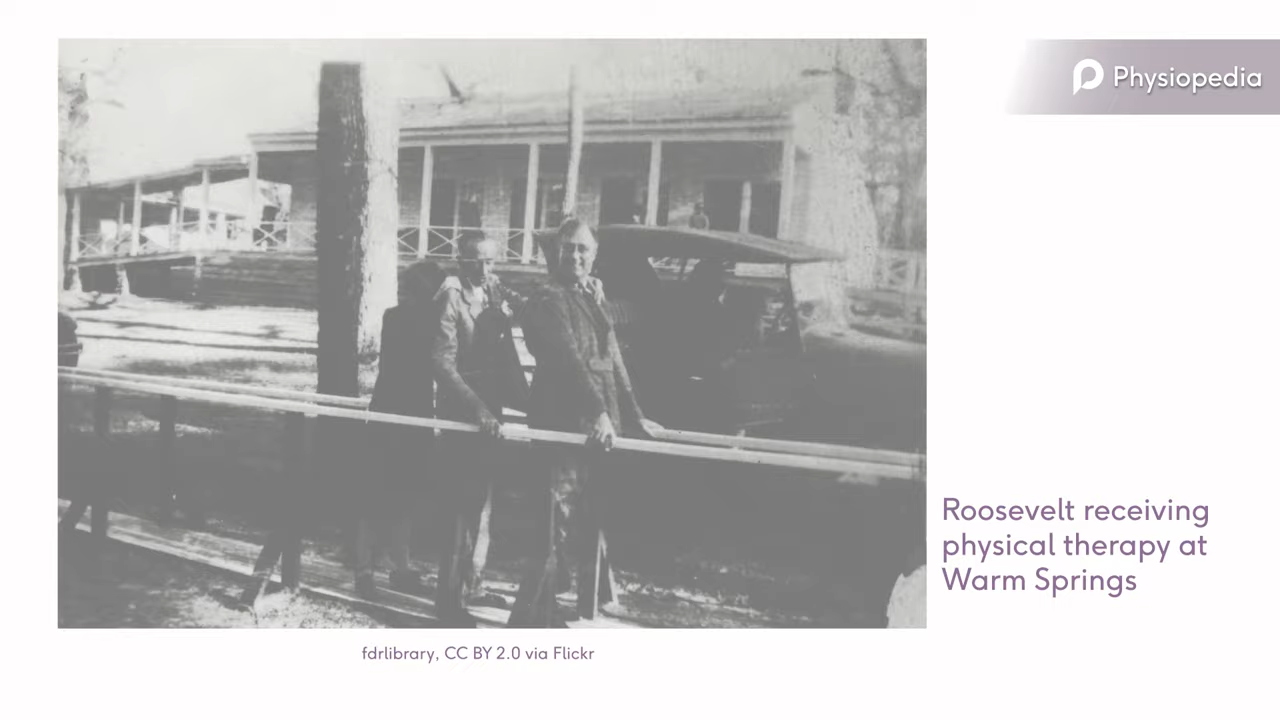 Physiopedia
Roosevelt receiving
physical therapy at
Warm Springs
fdrlibrary, CC BY 2.0 via Flickr